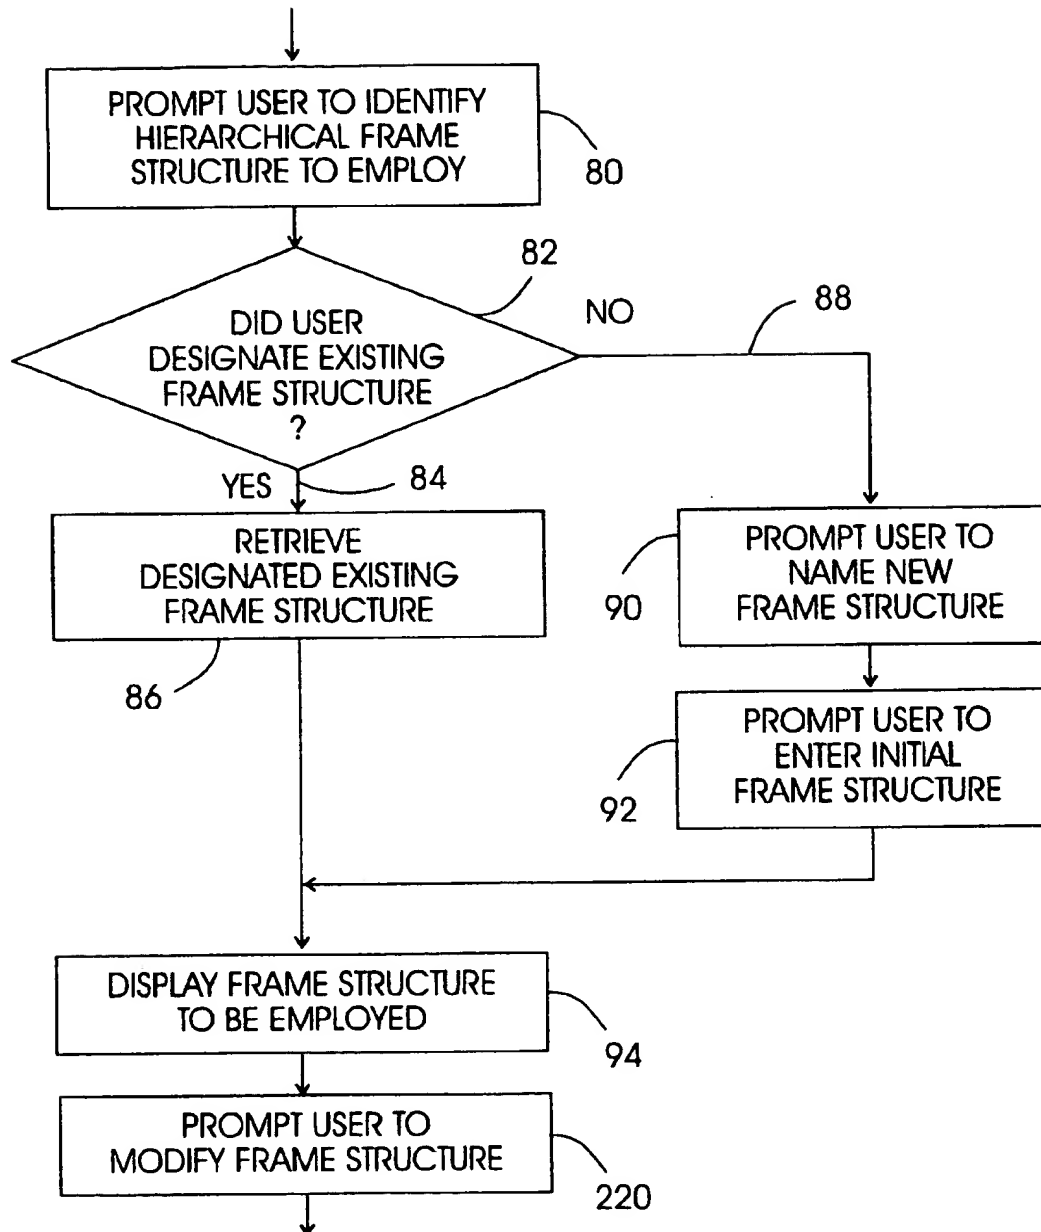 PROMPT USER TO IDENTIFY
HIERARCHICAL FRAME
STRUCTURE TO EMPLOY
80
82
DID USER
DESIGNATE EXISTING
FRAME STRUCTURE
?
NO
88
YES
84
RETRIEVE
DESIGNATED EXISTING
FRAME STRUCTURE
86
PROMPT USER TO
NAME NEW
FRAME STRUCTURE
90
PROMPT USER TO
ENTER INITIAL
FRAME STRUCTURE
92
DISPLAY FRAME STRUCTURE
TO BE EMPLOYED
94
PROMPT USER TO
MODIFY FRAME STRUCTURE
220